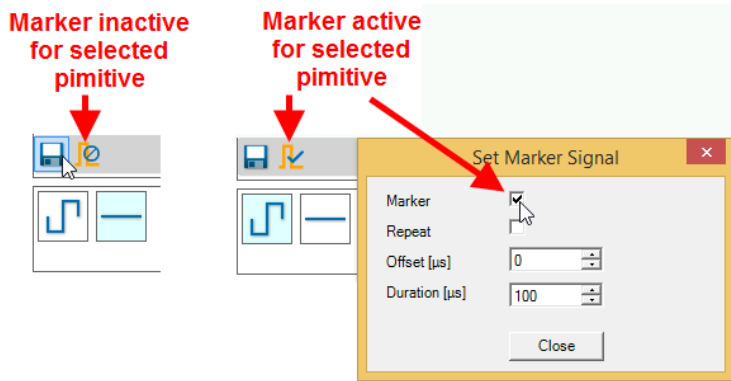 Marker inactive
for selected
pimitive
Marker active
for selected
pimitive
Set Marker Signal
Marker
Repeat
Offset [µs]
0
Duration [µs]
100
Close